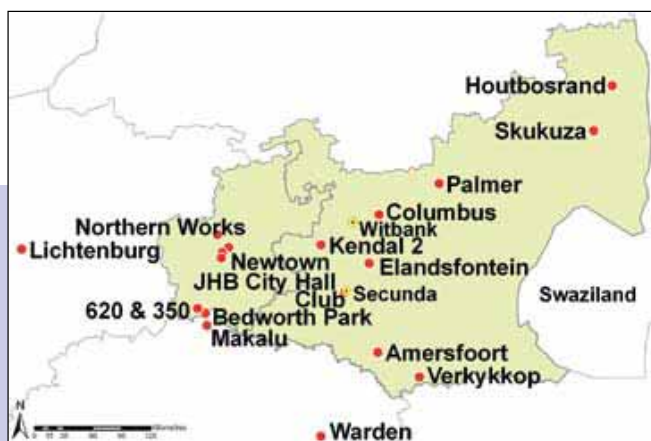 Houtbosrand
Skukuza
Palmer
Columbus
Witbank
Northern Works
Kendal 2
Lichtenburg
Newtown
Elandsfontein
JHB City Hall
Club
Secunda
Swaziland
620 & 350
Bedworth Park
Makalu
Amersfoort
Verkykkop
N
Warden